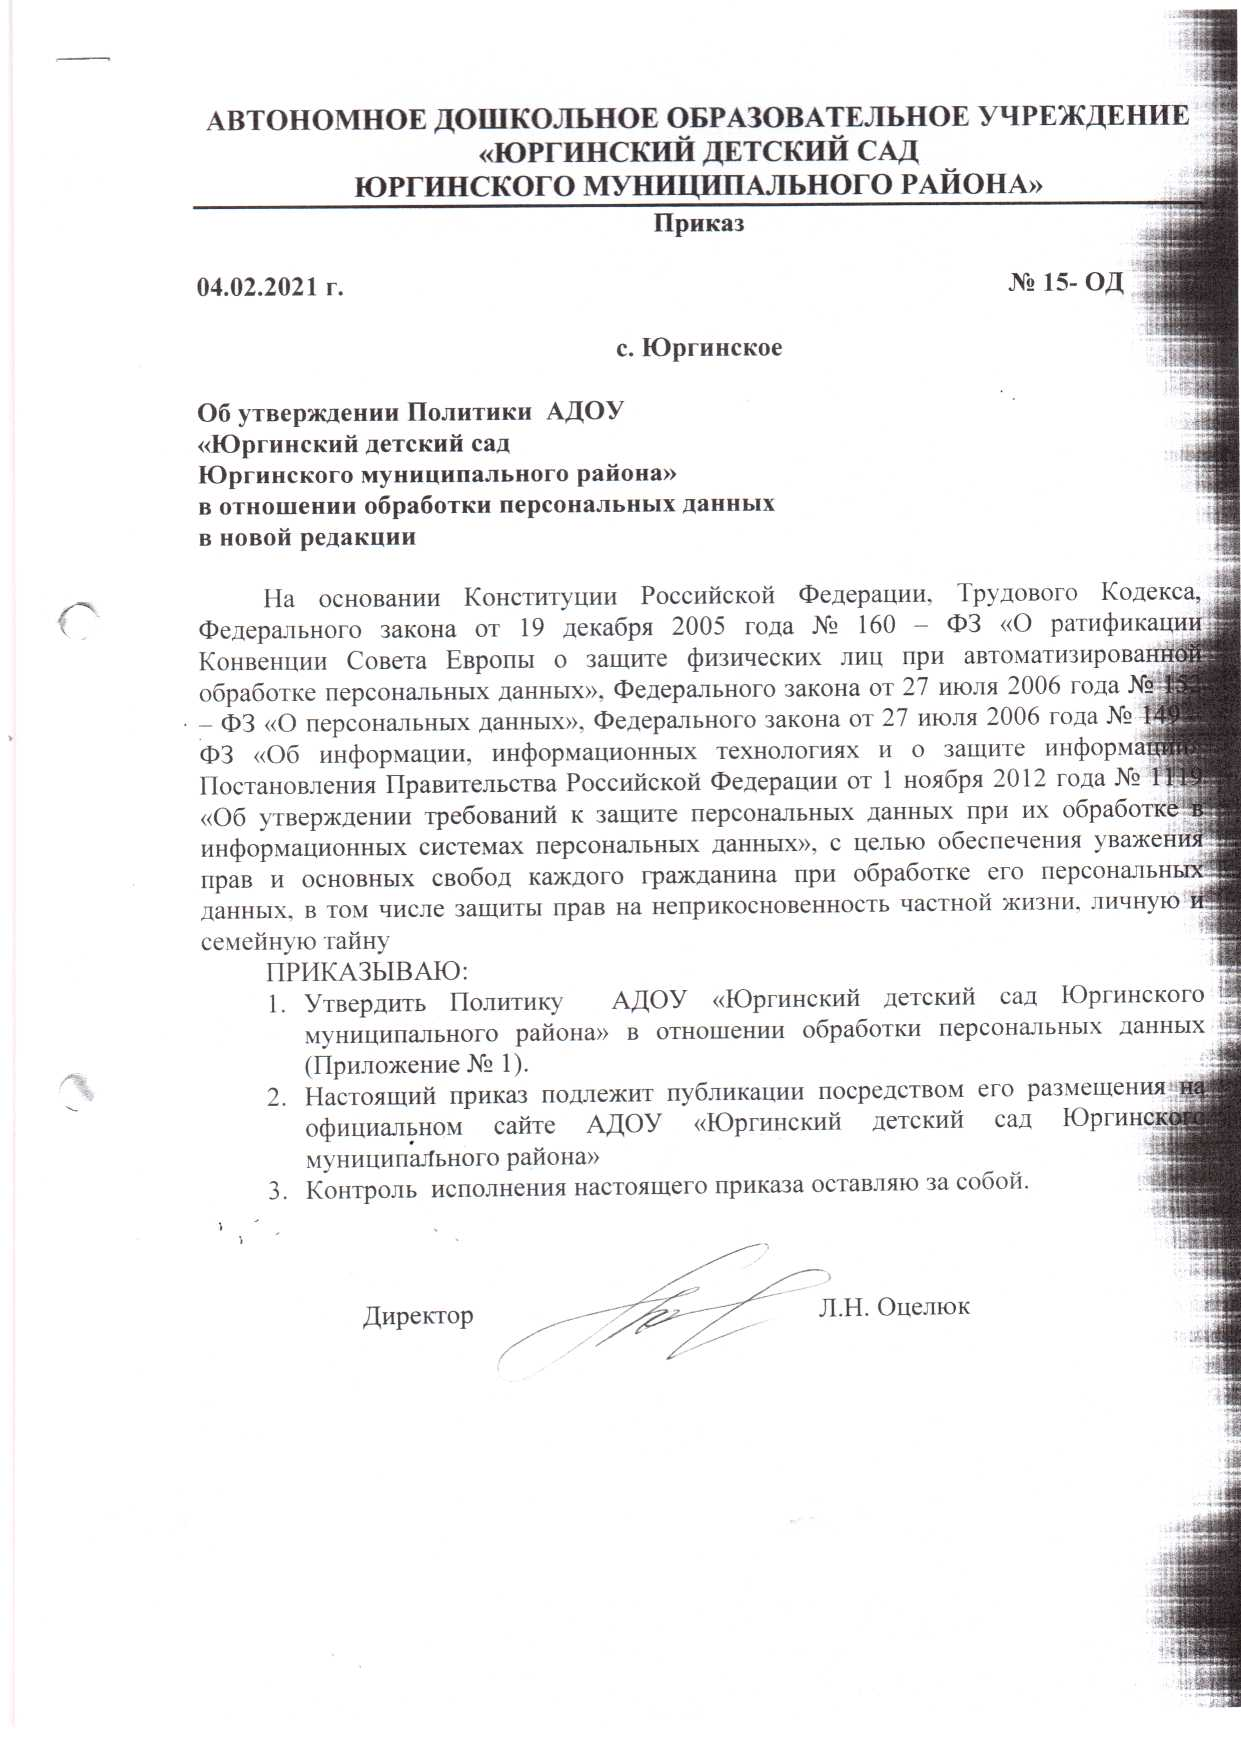 АВТОНОМНОЕ ДОШКОЛЬНОЕ ОБРАЗОВАТЕЛЬНОЕ УЧРЕЖДЕНИЕ
«ЮРГИНСКИЙ ДЕТСКИЙ САД
ЮРГИНСКОГО МУНИЦИПАЛЬНОГО РАЙОНА»
Приказ
04.02.2021 г. № 15- ОД
с. Юргинское
Об утверждении Политики АДОУ
«Юргинский детский сад
Юргинского муниципального района»
в отношении обработки персональных данных
в новой редакции
На основании Конституции Российской Федерации, Трудового Кодекса,
Федерального закона от 19 декабря 2005 года № 160 – ФЗ «О ратификации
Конвенции Совета Европы о защите физических лиц при автоматизированной
обработке персональных данных», Федерального закона от 27 июля 2006 года № 152
– ФЗ «О персональных данных», Федерального закона от 27 июля 2006 года № 149 –
ФЗ «Об информации, информационных технологиях и о защите информации»,
Постановления Правительства Российской Федерации от 1 ноября 2012 года № 1119
«Об утверждении требований к защите персональных данных при их обработке в
информационных системах персональных данных», с целью обеспечения уважения
прав и основных свобод каждого гражданина при обработке его персональных
данных, в том числе защиты прав на неприкосновенность частной жизни, личную и
семейную тайну
ПРИКАЗЫВАЮ:
1. Утвердить Политику АДОУ «Юргинский детский сад Юргинского
муниципального района» в отношении обработки персональных данных
(Приложение № 1).
2. Настоящий приказ подлежит публикации посредством его размещения на
официальном сайте АДОУ «Юргинский детский сад Юргинского
муниципального района»
3. Контроль исполнения настоящего приказа оставляю за собой.
Директор Л.Н. Оцелюк